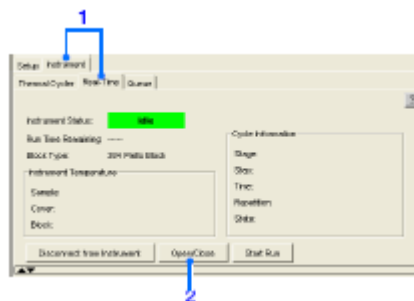 1
Setup Instrument
Thermal Cycler Real-Time Queue
Instrument Status: Idle
Run Time Remaining: -----
Block Type: 384 Wells Block
Cycle Information
Stage:
Step:
Time:
Repetition:
State:
Instrument Temperature
Sample:
Cover:
Block:
Disconnect from Instrument Open/Close Start Run
2